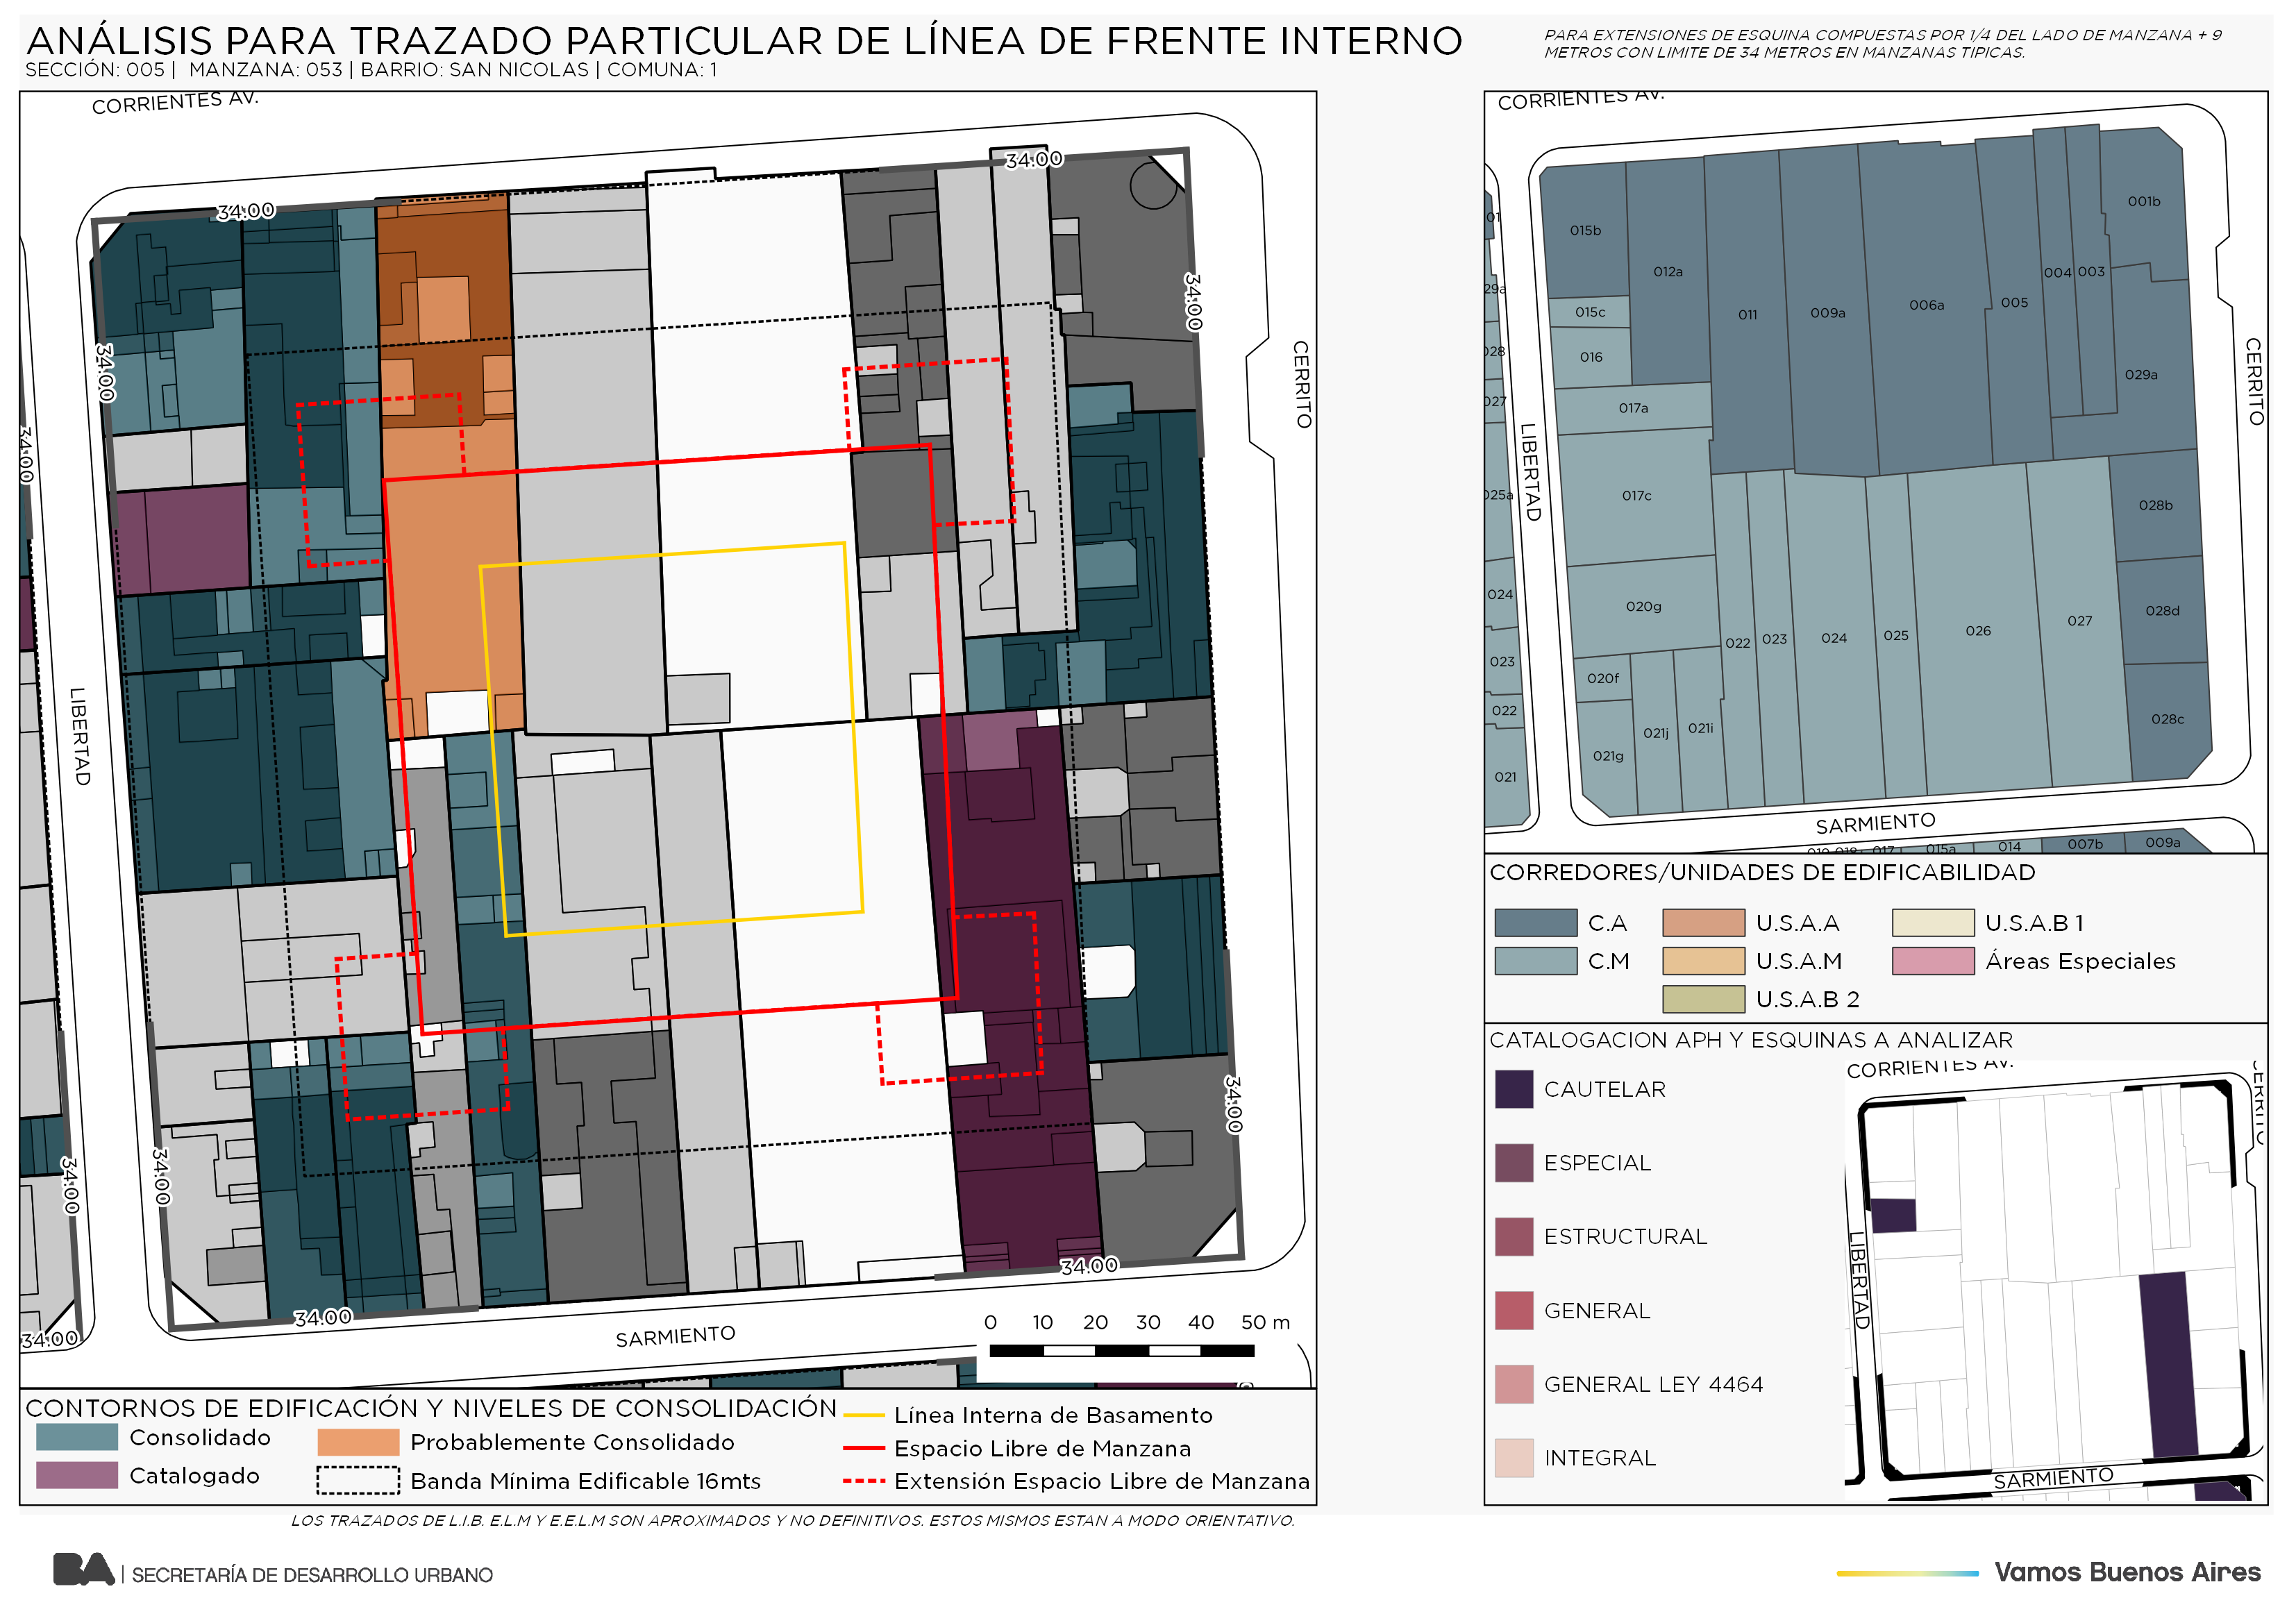 ANÁLISIS PARA TRAZADO PARTICULAR DE LÍNEA DE FRENTE INTERNO
SECCIÓN: 005 | MANZANA: 053 | BARRIO: SAN NICOLAS | COMUNA: 1
PARA EXTENSIONES DE ESQUINA COMPUESTAS POR 1/4 DEL LADO DE MANZANA + 9
METROS CON LIMITE DE 34 METROS EN MANZANAS TIPICAS.
CORRIENTES AV.
34.00
34.00
34.00
34.00
34.00
CERRITO
LIBERTAD
34.00
34.00
34.00
34.00
34.00
34.00
SARMIENTO
0 10 20 30 40 50 m
CONTORNOS DE EDIFICACIÓN Y NIVELES DE CONSOLIDACIÓN
Consolidado
Catalogado
Probablemente Consolidado
Banda Mínima Edificable 16mts
Línea Interna de Basamento
Espacio Libre de Manzana
Extensión Espacio Libre de Manzana
CORRIENTES AV.
015b
012a
011
009a
006a
005
004
003
001b
029a
015c
016
017a
017c
020g
020f
021g
021j
021i
022
023
024
025
026
027
028b
028d
028c
01
29a
028
027
025a
024
023
022
021
LIBERTAD
CERRITO
SARMIENTO
019
018
017
015a
014
007b
009a
CORREDORES/UNIDADES DE EDIFICABILIDAD
C.A
C.M
U.S.A.A
U.S.A.M
U.S.A.B 2
U.S.A.B 1
Áreas Especiales
CATALOGACION APH Y ESQUINAS A ANALIZAR
CAUTELAR
ESPECIAL
ESTRUCTURAL
GENERAL
GENERAL LEY 4464
INTEGRAL
CORRIENTES AV.
CERRITO
LIBERTAD
SARMIENTO
LOS TRAZADOS DE L.I.B. E.L.M Y E.E.L.M SON APROXIMADOS Y NO DEFINITIVOS. ESTOS MISMOS ESTAN A MODO ORIENTATIVO.
BA | SECRETARÍA DE DESARROLLO URBANO
Vamos Buenos Aires